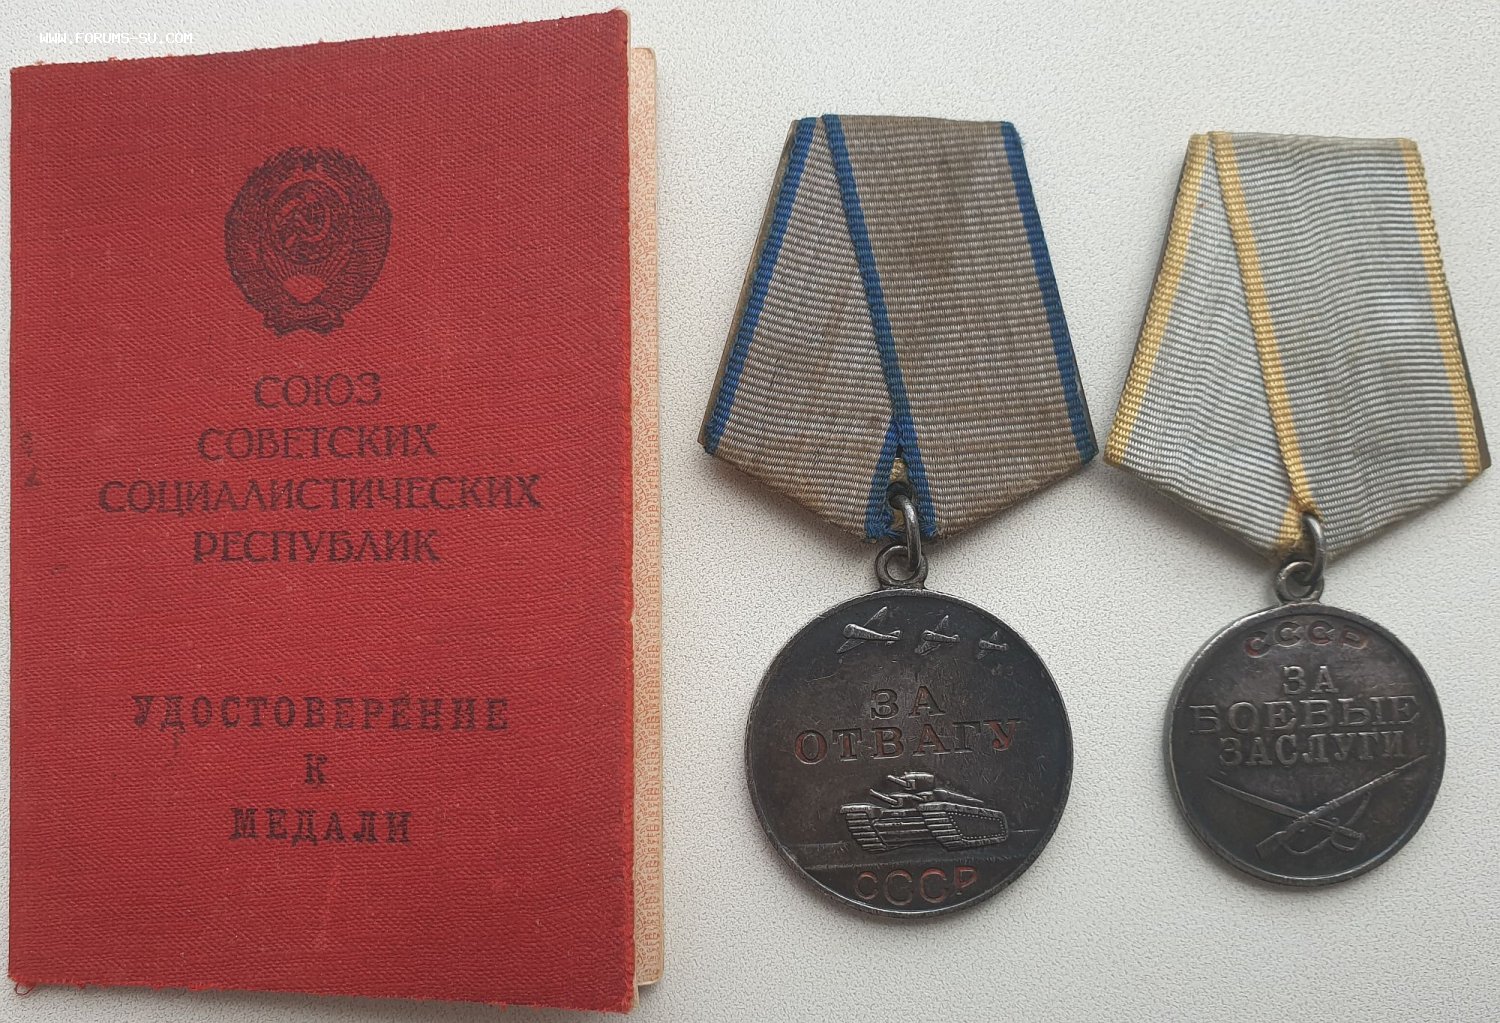 WWW.FORUMS-SU.COM
СОЮЗ
СОВЕТСКИХ
СОЦИАЛИСТИЧЕСКИХ
РЕСПУБЛИК
УДОСТОВЕРЕНИЕ
К
МЕДАЛИ
ЗА
ОТВАГУ
СССР
СССР
ЗА
БОЕВЫЕ
ЗАСЛУГИ